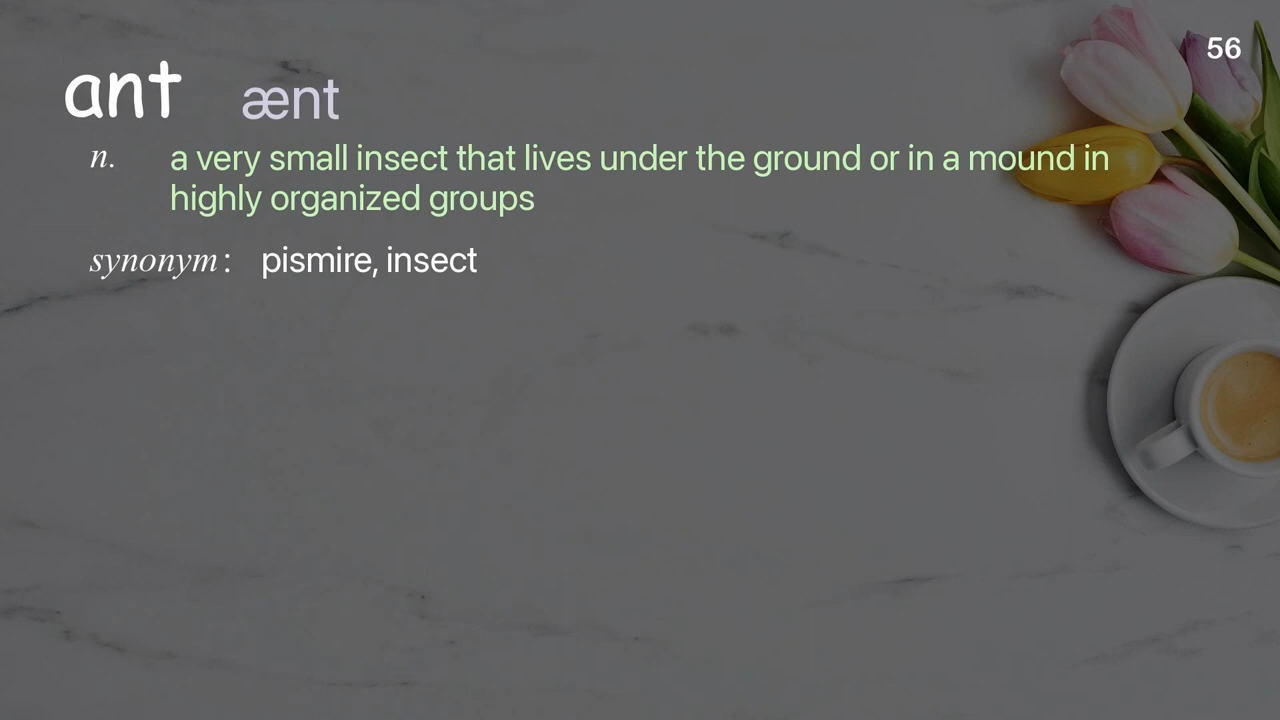 56
ant ænt
n. a very small insect that lives under the ground or in a mound in
highly organized groups
synonym : pismire, insect